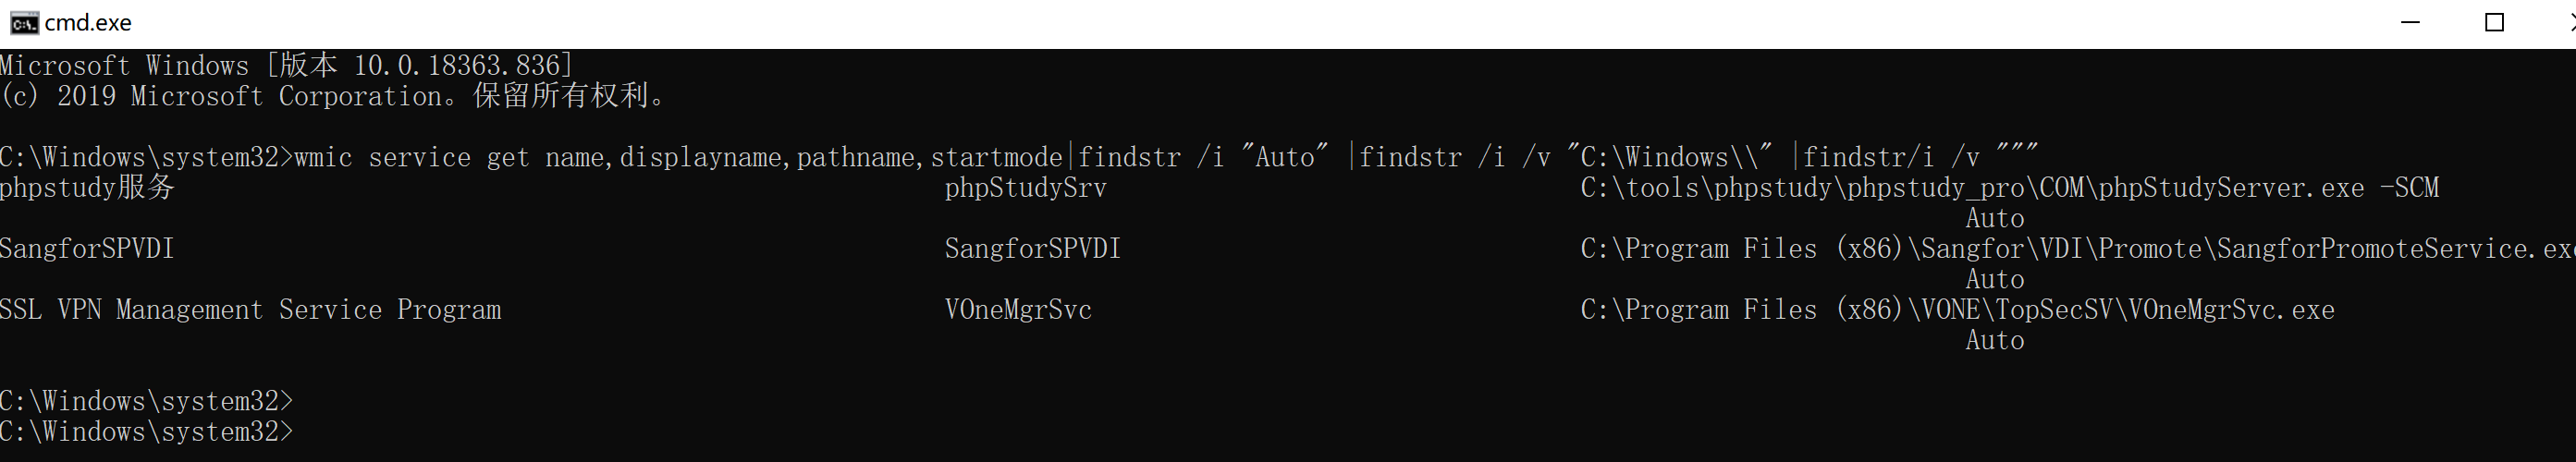 cmd.exe
Microsoft Windows [版本 10.0.18363.836]
(c) 2019 Microsoft Corporation。保留所有权利。
C:\Windows\system32>wmic service get name,displayname,pathname,startmode|findstr /i "Auto" |findstr /i /v "C:\Windows\\" |findstr/i /v """
phpstudy服务 phpStudySrv C:\tools\phpstudy\phpstudy_pro\COM\phpStudyServer.exe -SCM
Auto
SangforSPVDI SangforSPVDI C:\Program Files (x86)\Sangfor\VDI\Promote\SangforPromoteService.exe
Auto
SSL VPN Management Service Program VOneMgrSvc C:\Program Files (x86)\VONE\TopSecSV\VOneMgrSvc.exe
Auto
C:\Windows\system32>
C:\Windows\system32>